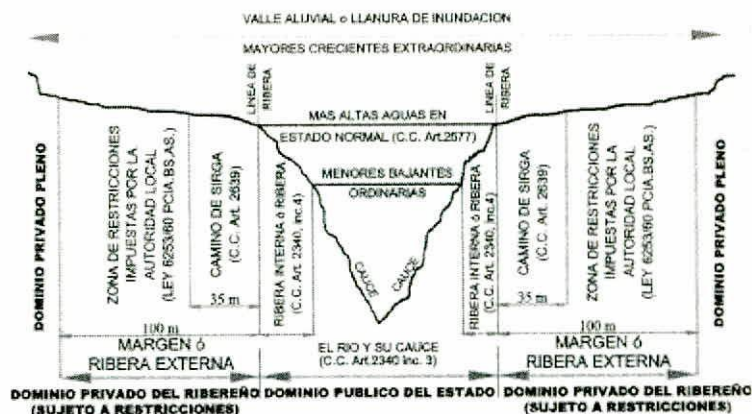 VALLE ALUVIAL o LLANURA DE INUNDACION
MAYORES CRECIENTES EXTRAORDINARIAS
LINEA DE
RIBERA
LINEA DE
RIBERA
MAS ALTAS AGUAS EN
ESTADO NORMAL (C.C. Art.2577)
MENORES BAJANTES
ORDINARIAS
DOMINIO PRIVADO PLENO
ZONA DE RESTRICCIONES
IMPUESTAS POR LA
AUTORIDAD LOCAL
(LEY 6253/60 PCIA.BS.AS.)
CAMINO DE SIRGA
(C.C. Art. 2639)
RIBERA INTERNA ó RIBERA
(C.C. Art. 2340, inc.4)
CAUCE
CAUCE
RIBERA INTERNA ó RIBERA
(C.C. Art. 2340, inc.4)
CAMINO DE SIRGA
(C.C. Art. 2639)
ZONA DE RESTRICCIONES
IMPUESTAS POR LA
AUTORIDAD LOCAL
(LEY 6253/60 PCIA.BS.AS.)
DOMINIO PRIVADO PLENO
35 m
35 m
100 m
100 m
MARGEN ó
RIBERA EXTERNA
EL RIO Y SU CAUCE
(C.C. Art.2340 inc. 3)
MARGEN ó
RIBERA EXTERNA
DOMINIO PRIVADO DEL RIBEREÑO
(SUJETO A RESTRICCIONES)
DOMINIO PUBLICO DEL ESTADO
DOMINIO PRIVADO DEL RIBEREÑO
(SUJETO A RESTRICCIONES)